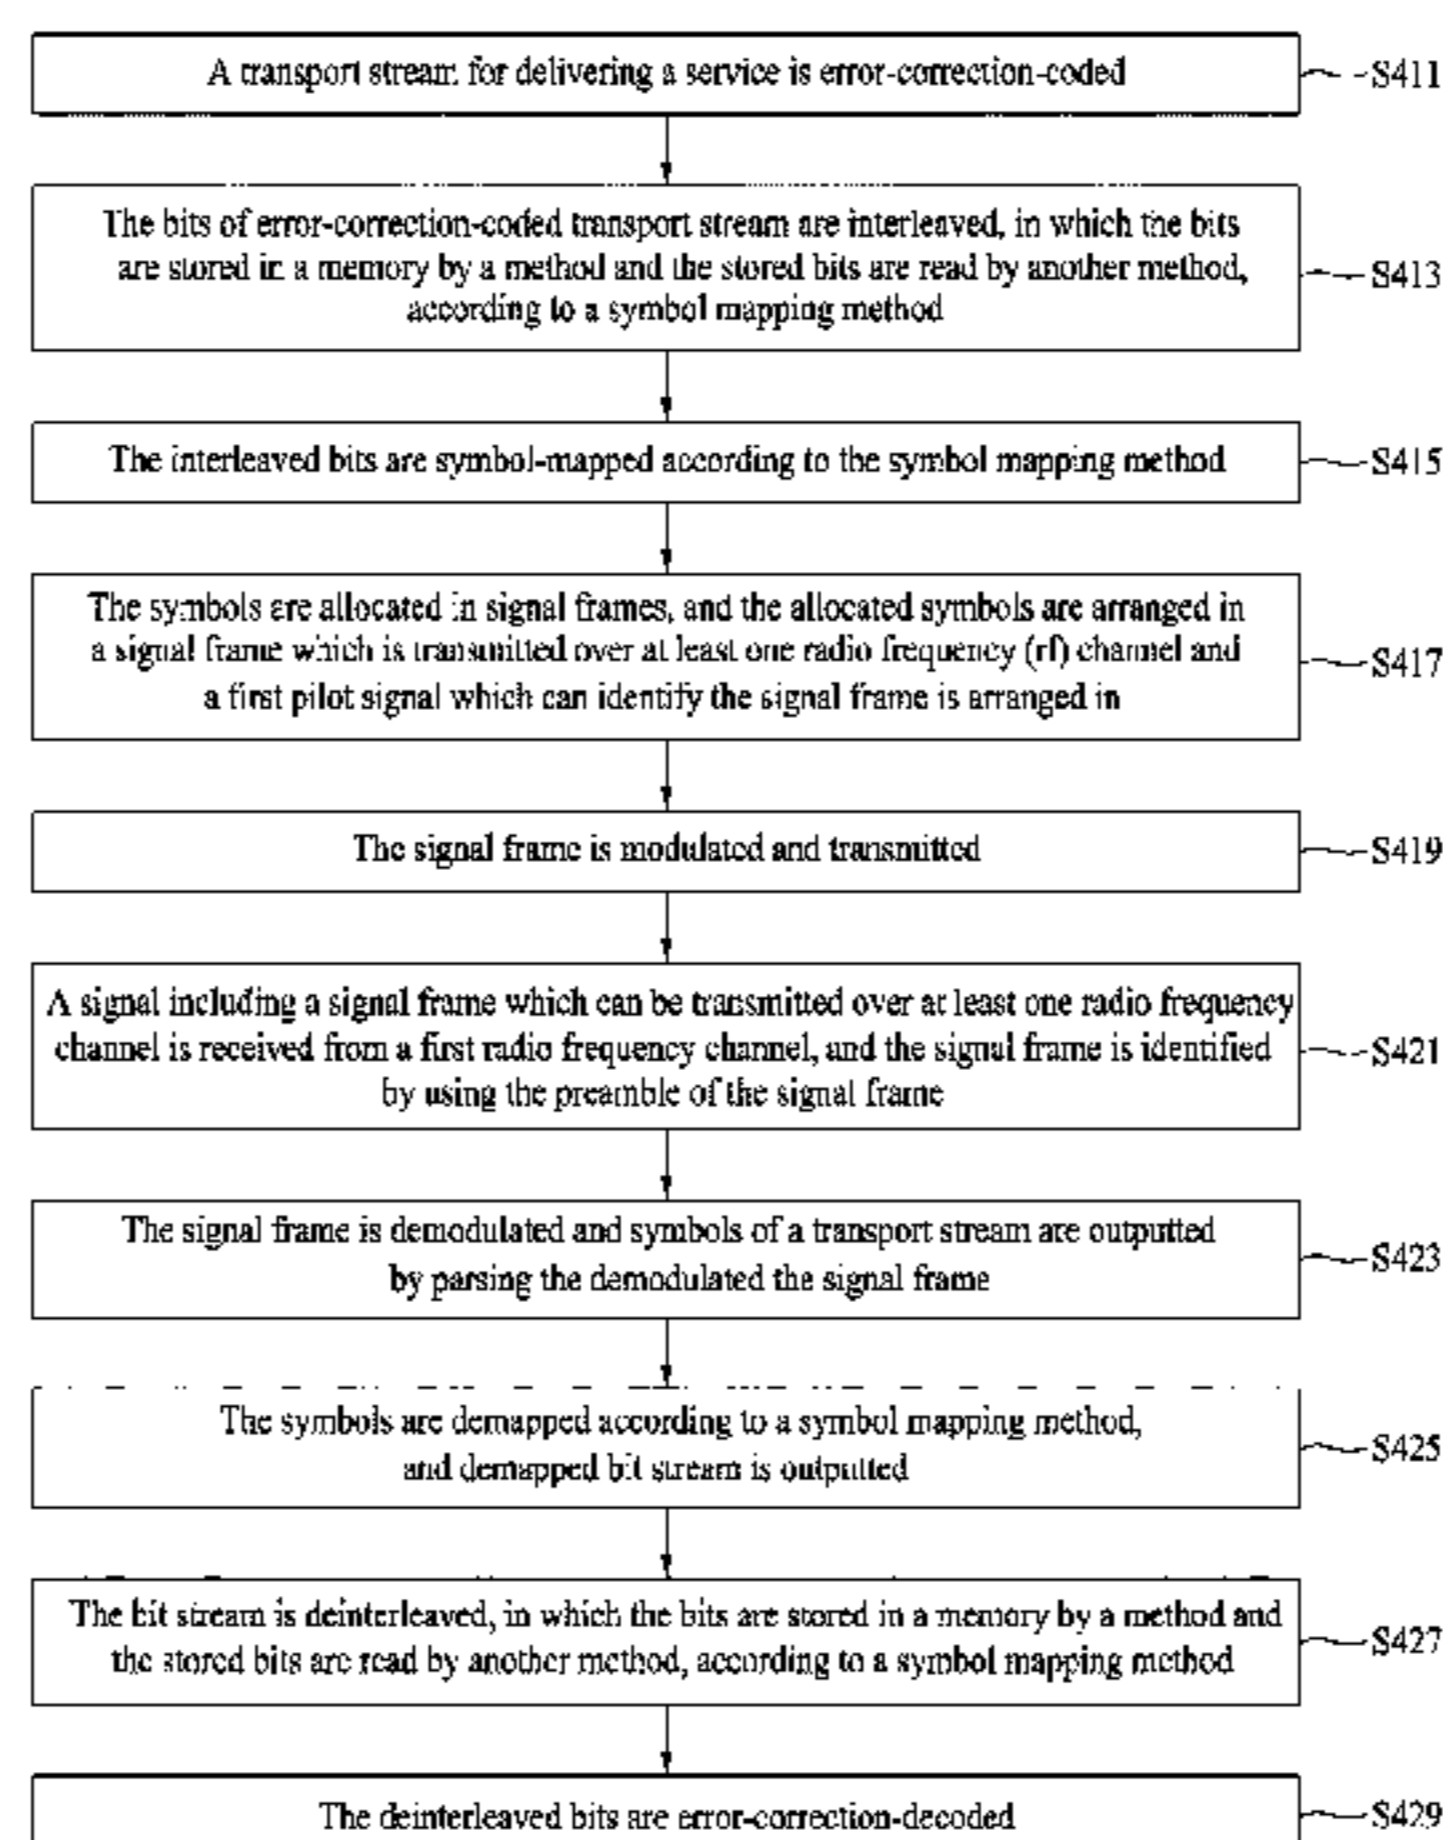 A transport stream for delivering a service is error-correction-coded
S411
The bits of error-correction-coded transport stream are interleaved, in which the bits
are stored in a memory by a method and the stored bits are read by another method,
according to a symbol mapping method
S413
The interleaved bits are symbol-mapped according to the symbol mapping method
S415
The symbols are allocated in signal frames, and the allocated symbols are arranged in
a signal frame which is transmitted over at least one radio frequency (rf) channel and
a first pilot signal which can identify the signal frame is arranged in
S417
The signal frame is modulated and transmitted
S419
A signal including a signal frame which can be transmitted over at least one radio frequency
channel is received from a first radio frequency channel, and the signal frame is identified
by using the preamble of the signal frame
S421
The signal frame is demodulated and symbols of a transport stream are outputted
by parsing the demodulated the signal frame
S423
The symbols are demapped according to a symbol mapping method,
and demapped bit stream is outputted
S425
The bit stream is deinterleaved, in which the bits are stored in a memory by a method and
the stored bits are read by another method, according to a symbol mapping method
S427
The deinterleaved bits are error-correction-decoded
S429